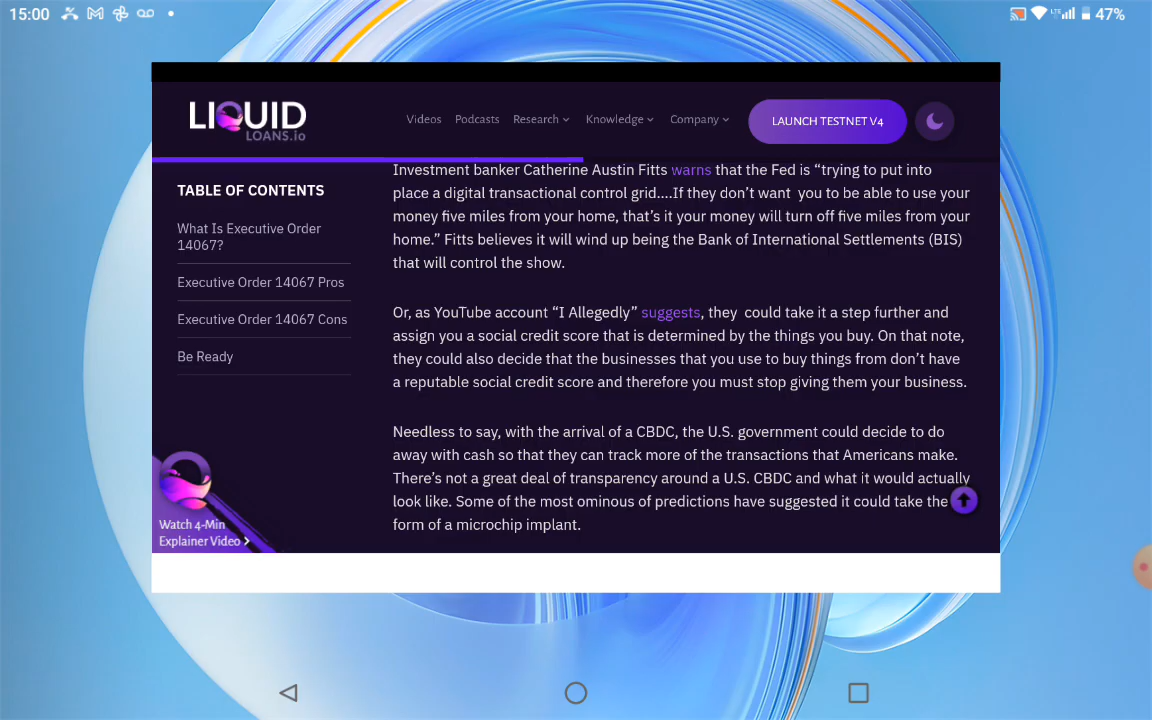 15:00
LTE
47%
LIQUID
LOANS.io
Videos Podcasts Research Knowledge Company LAUNCH TESTNET V4
TABLE OF CONTENTS
What Is Executive Order
14067?
Executive Order 14067 Pros
Executive Order 14067 Cons
Be Ready
Watch 4-Min
Explainer Video
Investment banker Catherine Austin Fitts warns that the Fed is “trying to put into
place a digital transactional control grid….If they don’t want you to be able to use your
money five miles from your home, that’s it your money will turn off five miles from your
home.” Fitts believes it will wind up being the Bank of International Settlements (BIS)
that will control the show.
Or, as YouTube account “I Allegedly” suggests, they could take it a step further and
assign you a social credit score that is determined by the things you buy. On that note,
they could also decide that the businesses that you use to buy things from don’t have
a reputable social credit score and therefore you must stop giving them your business.
Needless to say, with the arrival of a CBDC, the U.S. government could decide to do
away with cash so that they can track more of the transactions that Americans make.
There’s not a great deal of transparency around a U.S. CBDC and what it would actually
look like. Some of the most ominous of predictions have suggested it could take the
form of a microchip implant.